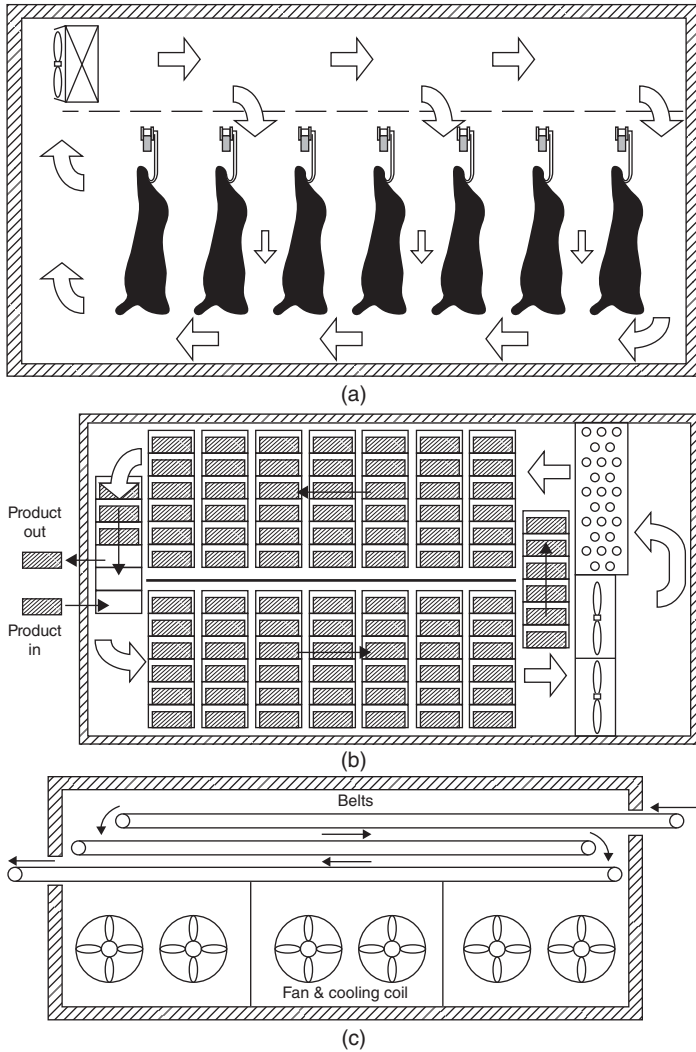 (a)
Product
out
Product
in
(b)
Belts
Fan & cooling coil
(c)